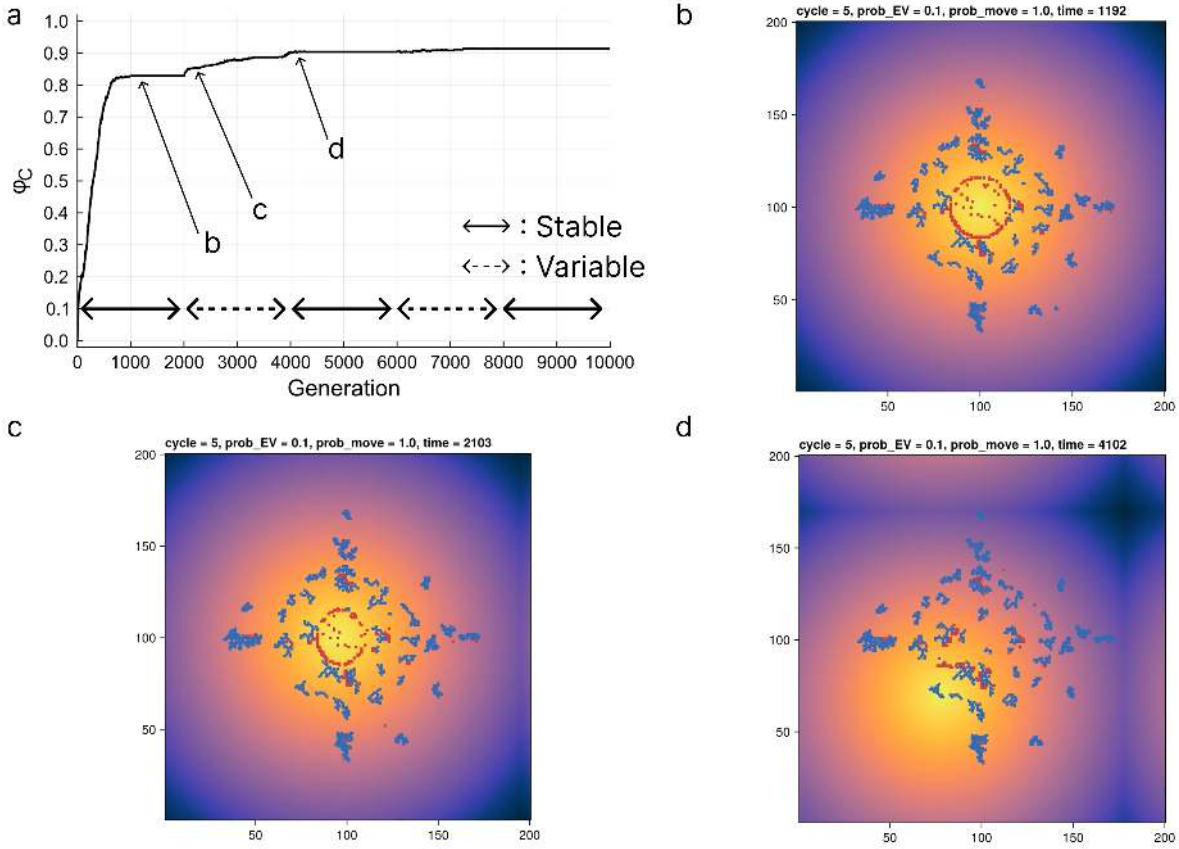 a
1.0
0.9
0.8
0.7
0.6
0.5
0.4
0.3
0.2
0.1
0.0
φC
d
c
b
: Stable
: Variable
0 1000 2000 3000 4000 5000 6000 7000 8000 9000 10000
Generation
b
cycle = 5, prob_EV = 0.1, prob_move = 1.0, time = 1192
200
150
100
50
50 100 150 200
c
cycle = 5, prob_EV = 0.1, prob_move = 1.0, time = 2103
200
150
100
50
50 100 150 200
d
cycle = 5, prob_EV = 0.1, prob_move = 1.0, time = 4102
200
150
100
50
50 100 150 200